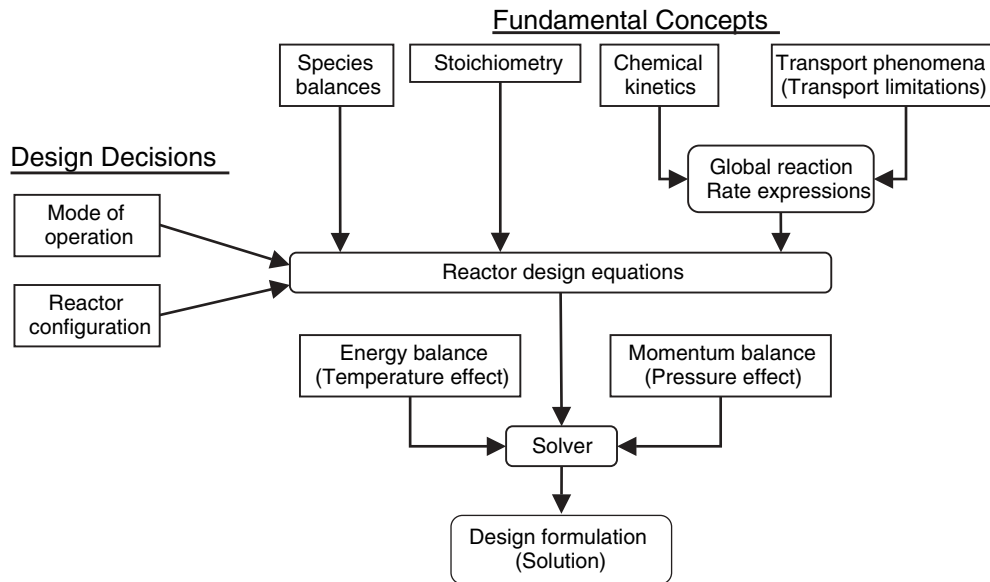 Fundamental Concepts
Species
balances
Stoichiometry
Chemical
kinetics
Transport phenomena
(Transport limitations)
Design Decisions
Global reaction
Rate expressions
Mode of
operation
Reactor design equations
Reactor
configuration
Energy balance
(Temperature effect)
Momentum balance
(Pressure effect)
Solver
Design formulation
(Solution)